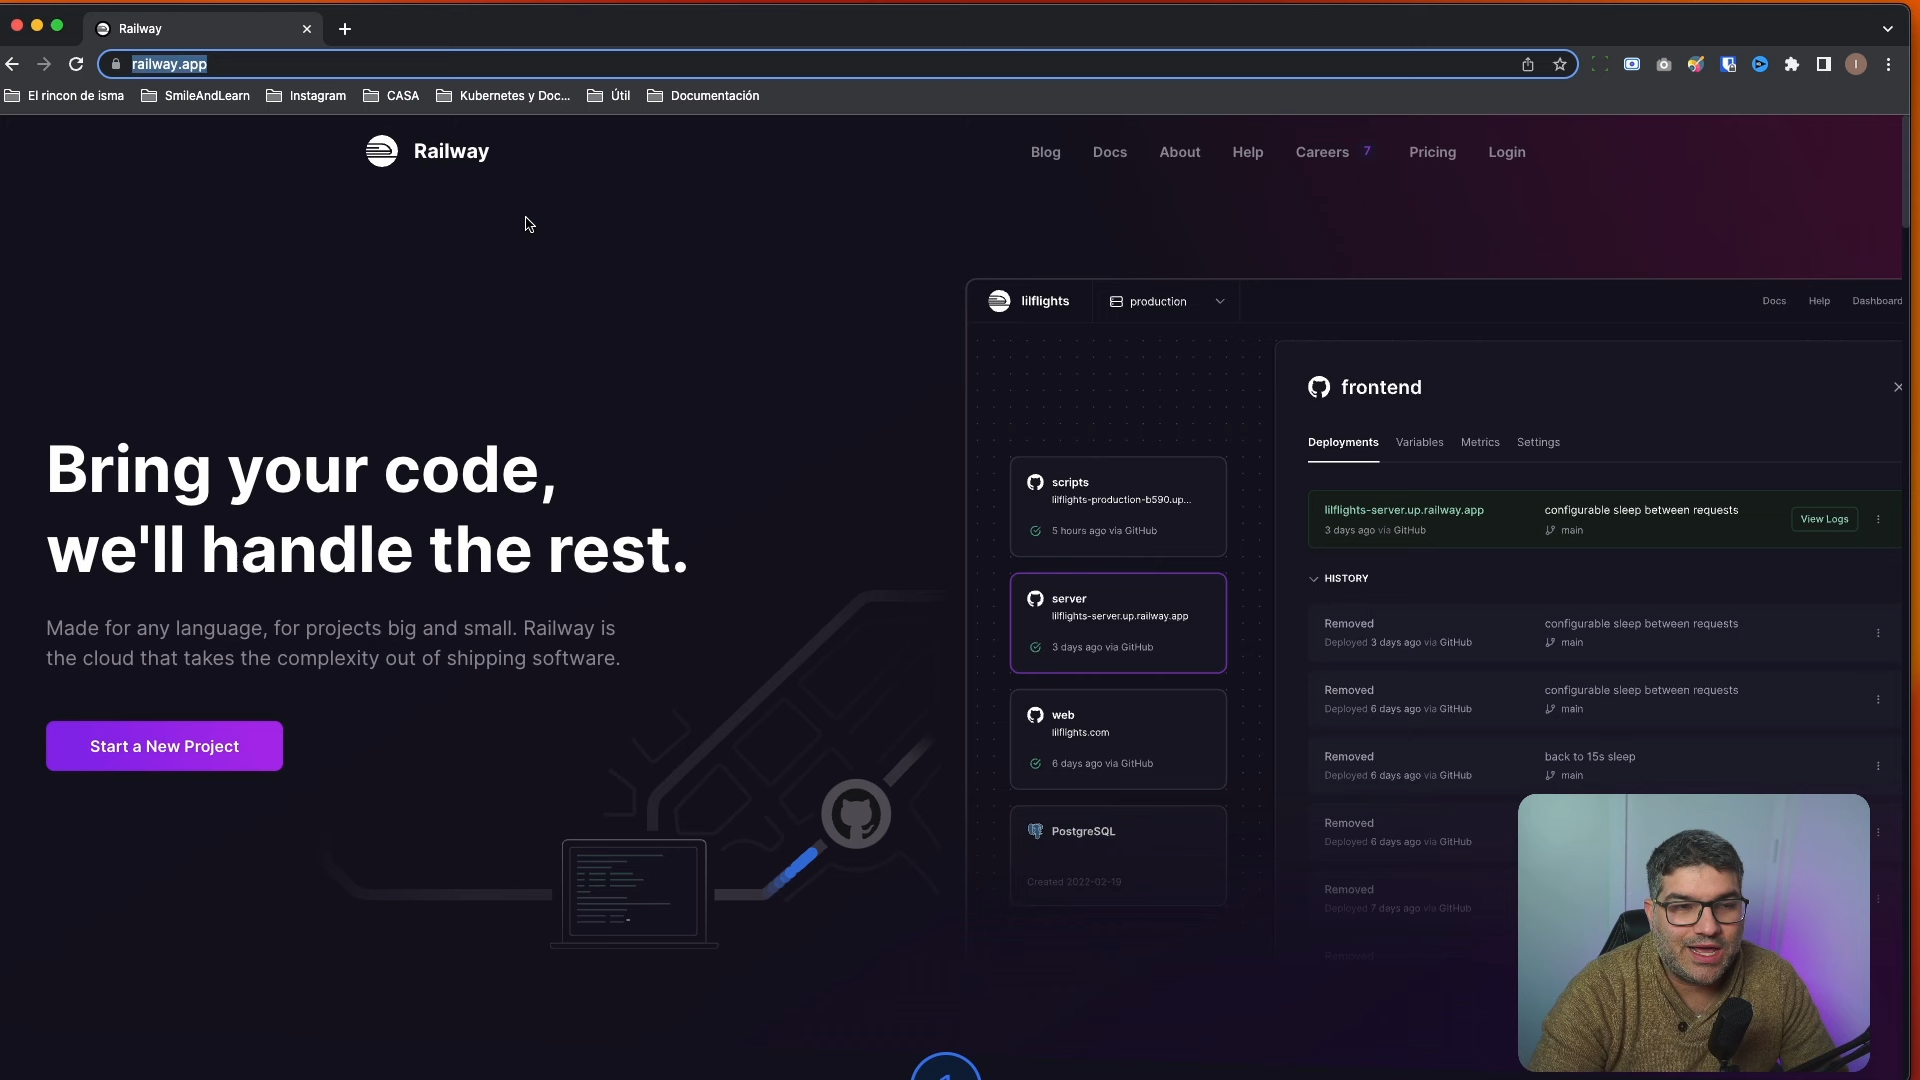 Railway
railway.app
El rincon de isma
SmileAndLearn
Instagram
CASA
Kubernetes y Doc...
Útil
Documentación
I
Railway
Blog
Docs
About
Help
Careers 7
Pricing
Login
Bring your code,
we'll handle the rest.
Made for any language, for projects big and small. Railway is
the cloud that takes the complexity out of shipping software.
Start a New Project
lilflights
production
Docs
Help
Dashboard
scripts
lilflights-production-b590.up...
5 hours ago via GitHub
server
lilflights-server.up.railway.app
3 days ago via GitHub
web
lilflights.com
6 days ago via GitHub
PostgreSQL
Created 2022-02-19
frontend
Deployments
Variables
Metrics
Settings
lilflights-server.up.railway.app
3 days ago via GitHub
configurable sleep between requests
main
View Logs
HISTORY
Removed
Deployed 3 days ago via GitHub
configurable sleep between requests
main
Removed
Deployed 6 days ago via GitHub
configurable sleep between requests
main
Removed
Deployed 6 days ago via GitHub
back to 15s sleep
main
Removed
Deployed 6 days ago via GitHub
Removed
Deployed 7 days ago via GitHub
Removed